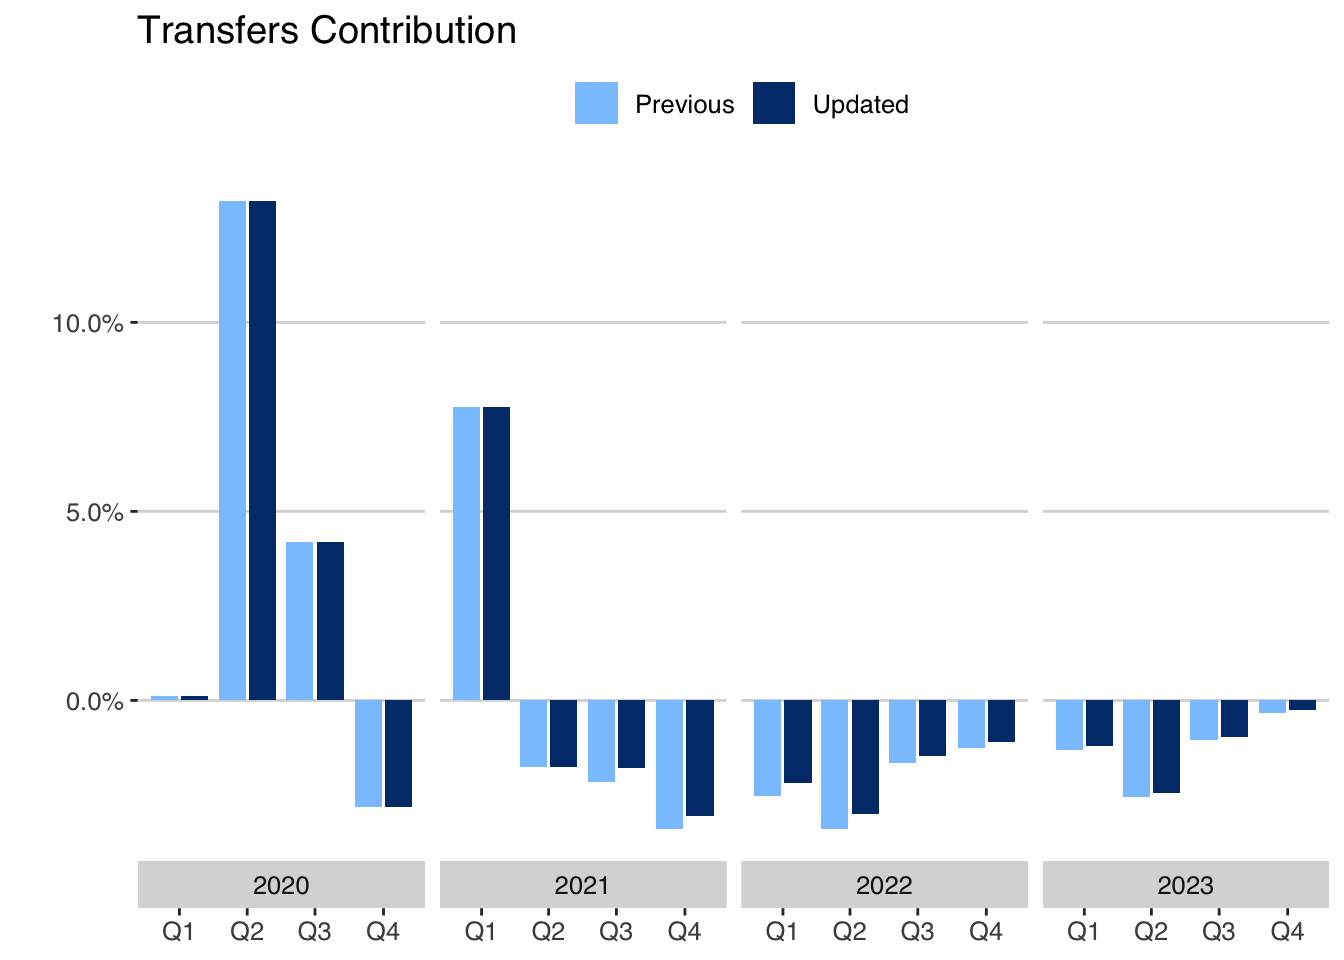 Transfers Contribution
Previous Updated
10.0%
5.0%
0.0%
2020 2021 2022 2023
Q1 Q2 Q3 Q4 Q1 Q2 Q3 Q4 Q1 Q2 Q3 Q4 Q1 Q2 Q3 Q4